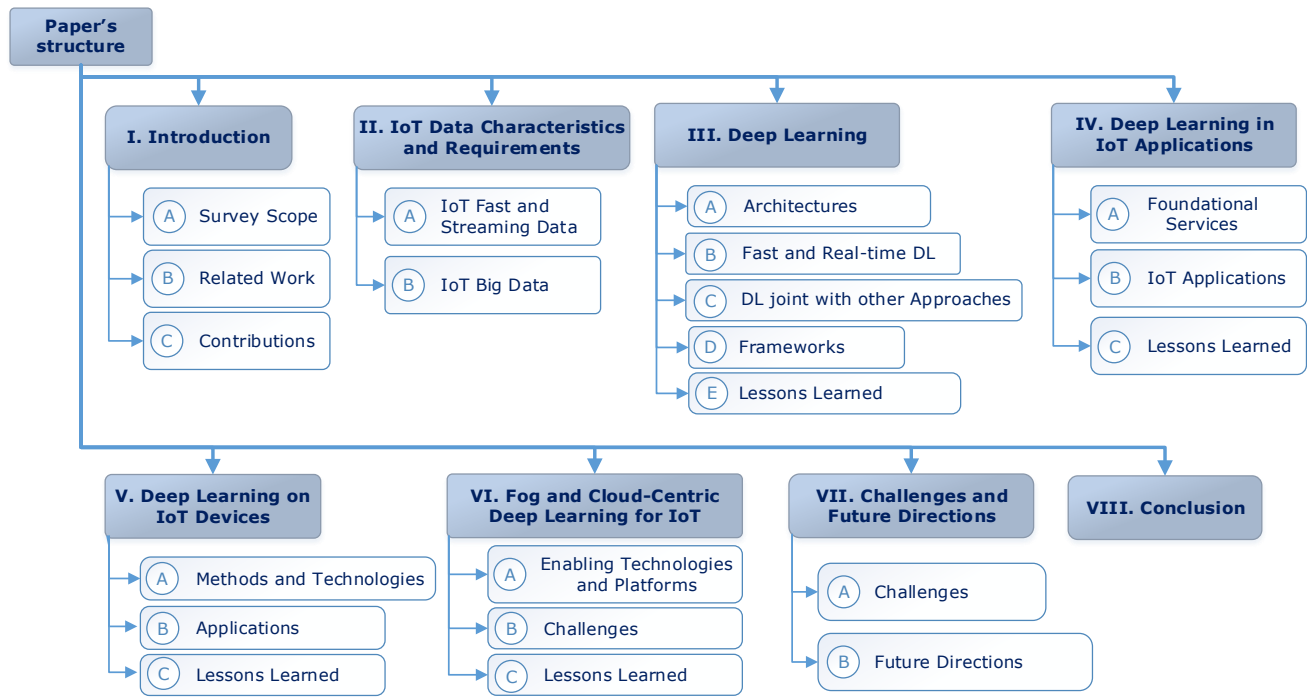 Paper's
structure
I. Introduction
A Survey Scope
B Related Work
C Contributions
II. IoT Data Characteristics
and Requirements
A IoT Fast and
Streaming Data
B IoT Big Data
III. Deep Learning
A Architectures
B Fast and Real-time DL
C DL joint with other Approaches
D Frameworks
E Lessons Learned
IV. Deep Learning in
IoT Applications
A Foundational
Services
B IoT Applications
C Lessons Learned
V. Deep Learning on
IoT Devices
A Methods and Technologies
B Applications
C Lessons Learned
VI. Fog and Cloud-Centric
Deep Learning for IoT
A Enabling Technologies
and Platforms
B Challenges
C Lessons Learned
VII. Challenges and
Future Directions
A Challenges
B Future Directions
VIII. Conclusion